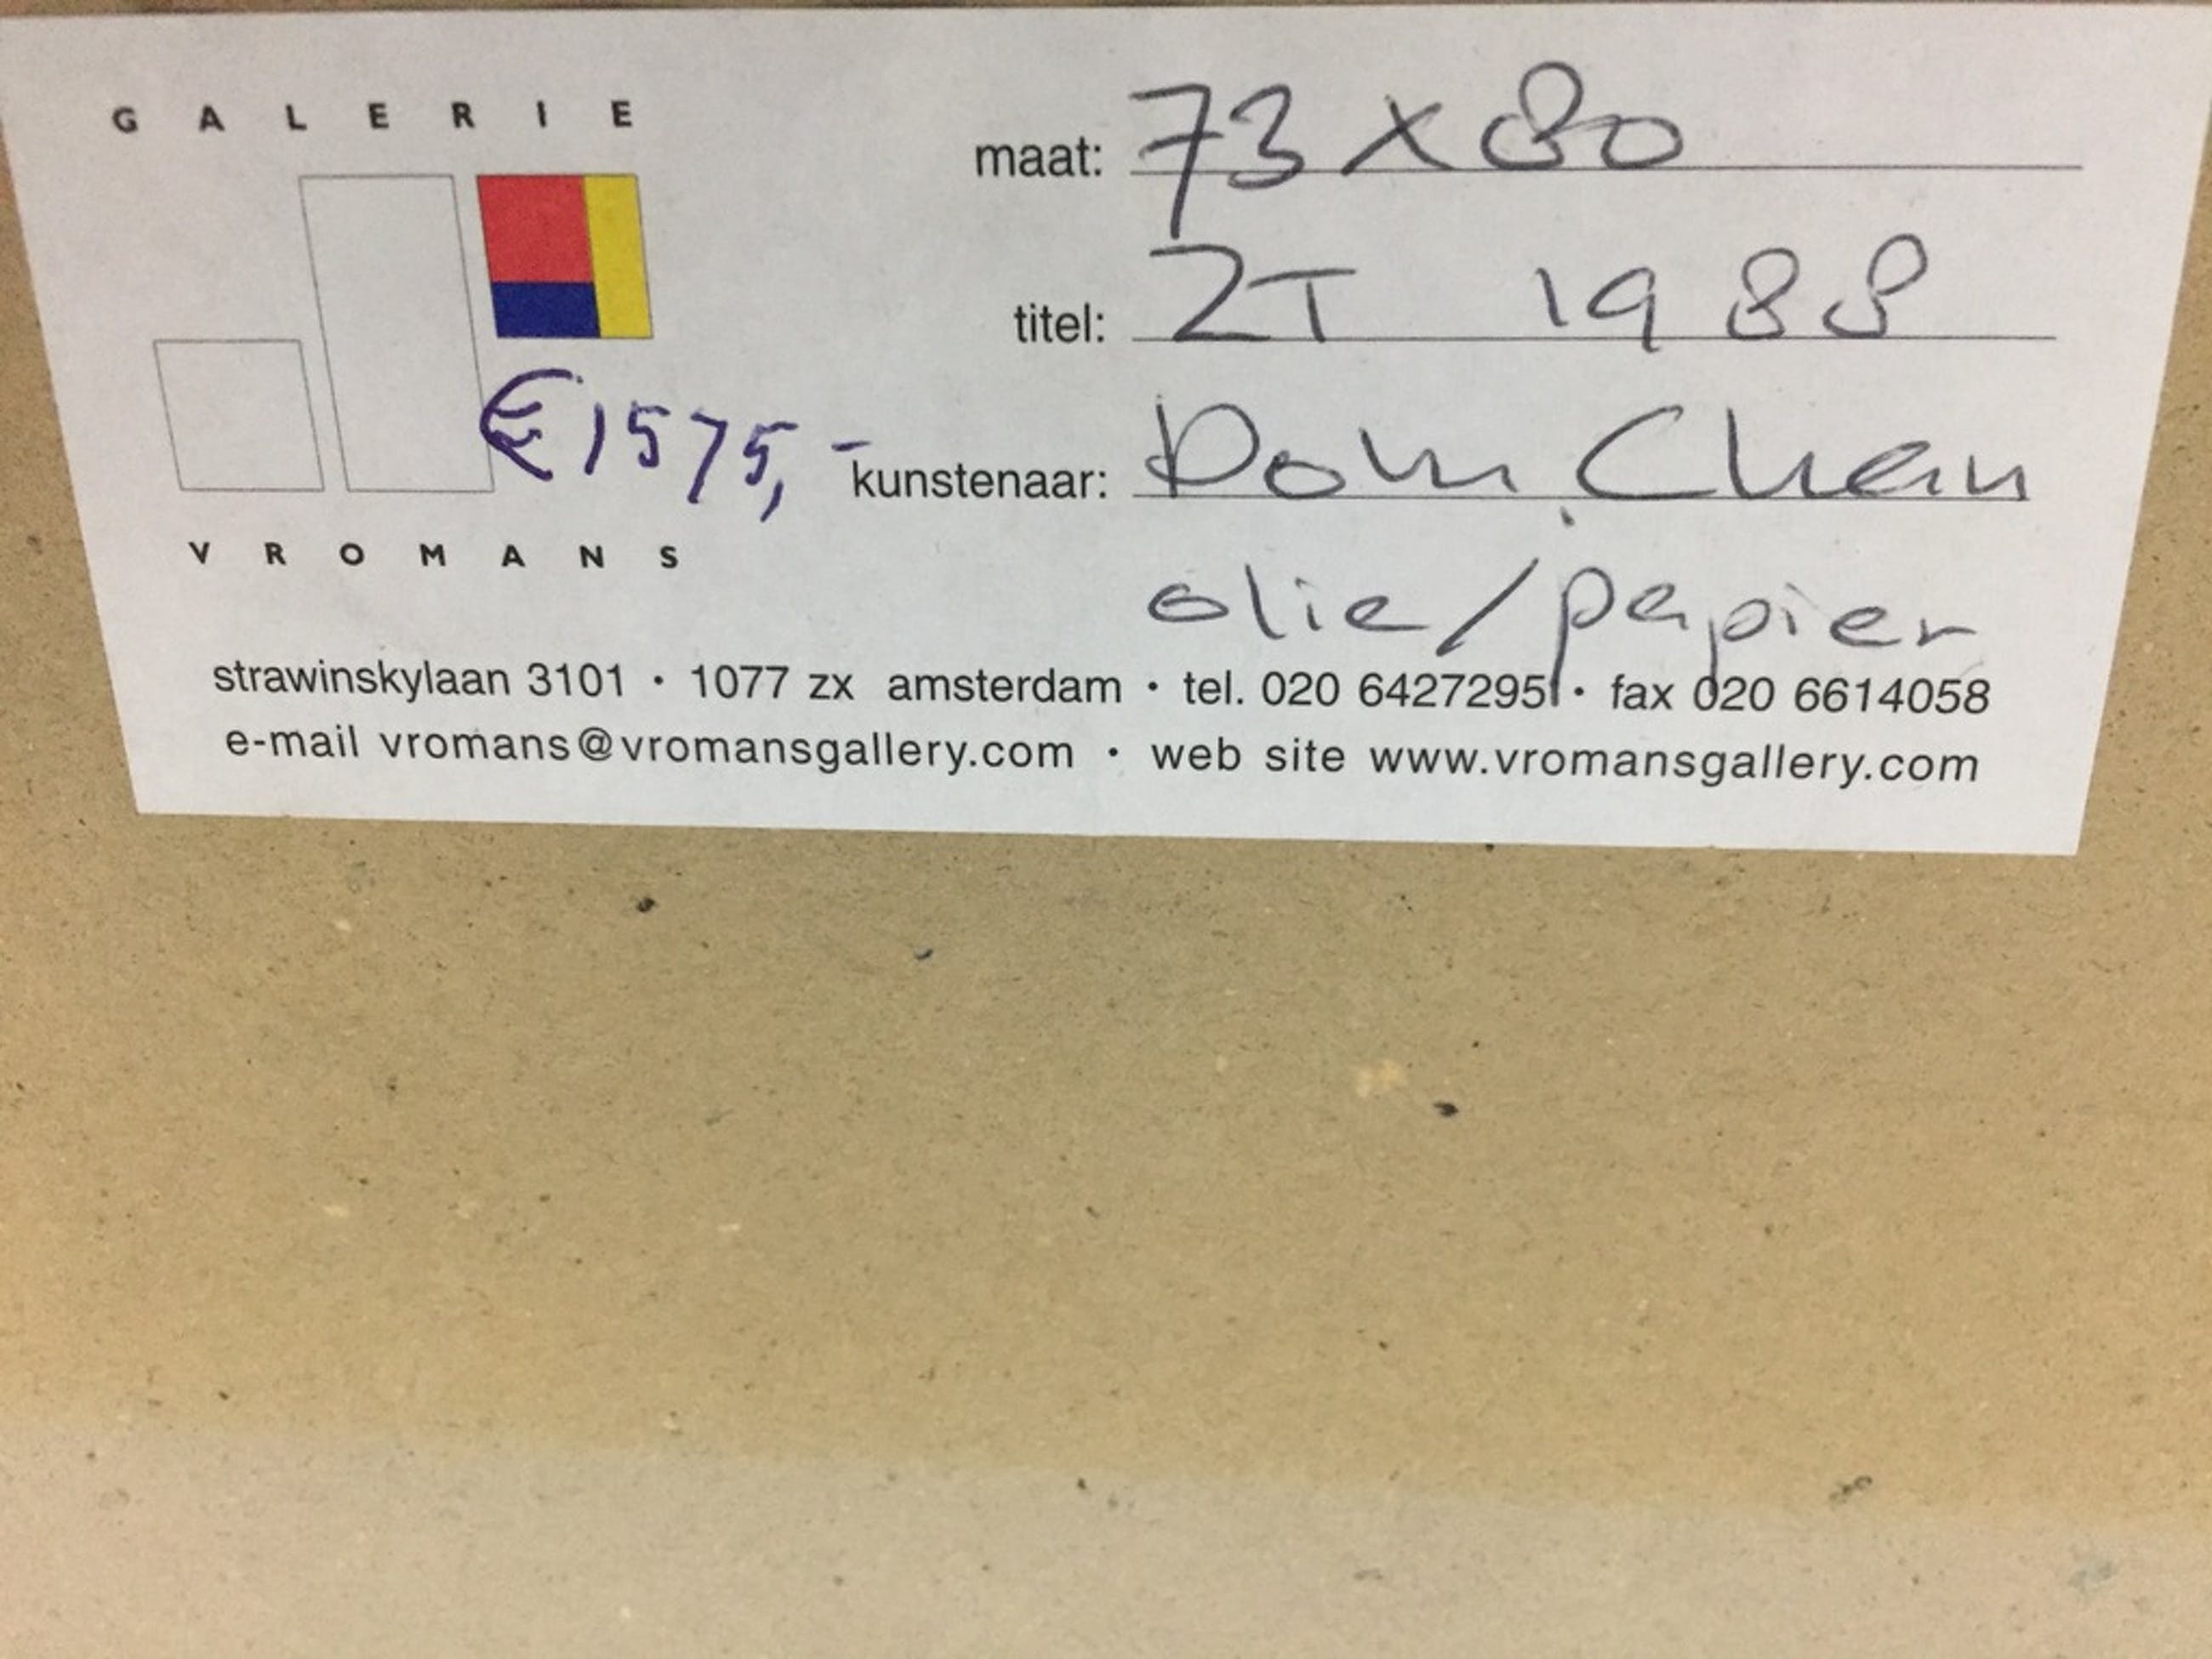 GALERIE
maat: 73 x 80
titel: ZT 1988
€ 1575,-
kunstenaar: Dom. Chen
VROMANS
olie/papier
strawinskylaan 3101 • 1077 zx amsterdam • tel. 020 6427295 • fax 020 6614058
e-mail vromans@vromansgallery.com • web site www.vromansgallery.com